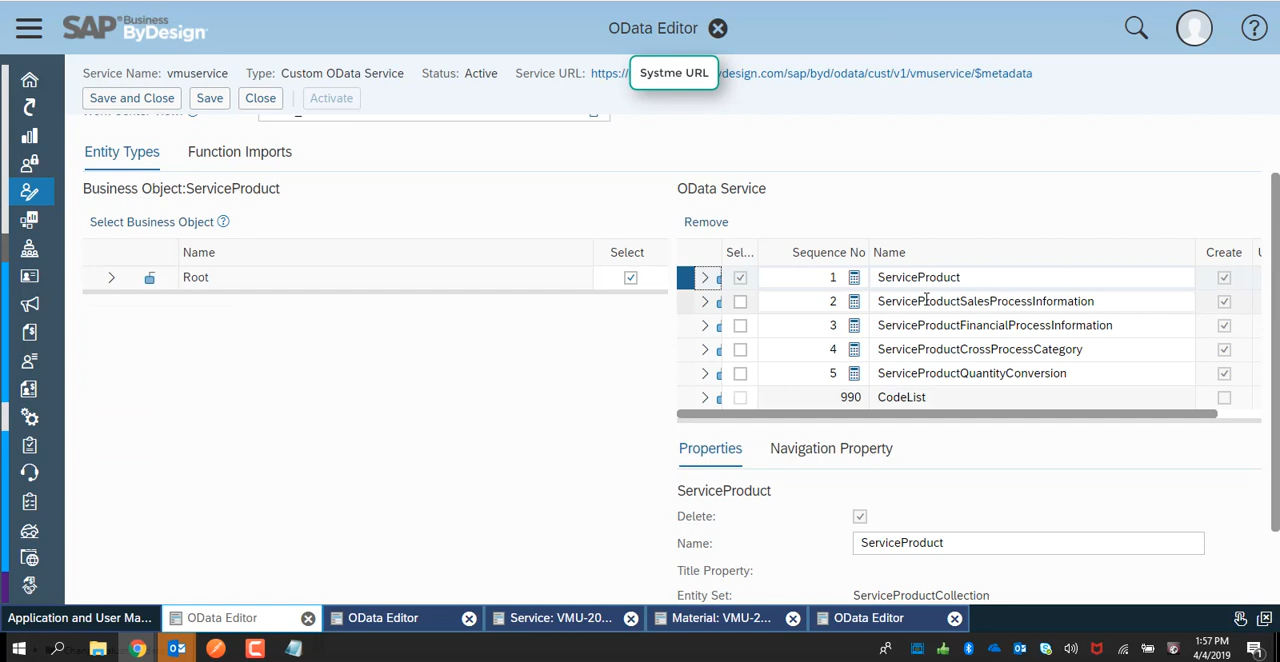 SAP Business ByDesign
OData Editor
Service Name: vmuservice Type: Custom OData Service Status: Active Service URL: https:// Systme URL ydesign.com/sap/byd/odata/cust/v1/vmuservice/$metadata
Save and Close Save Close Activate
Entity Types Function Imports
Business Object:ServiceProduct
Select Business Object
Name Select
Root
OData Service
Remove
Sel... Sequence No Name Create
1 ServiceProduct
2 ServiceProductSalesProcessInformation
3 ServiceProductFinancialProcessInformation
4 ServiceProductCrossProcessCategory
5 ServiceProductQuantityConversion
990 CodeList
Properties Navigation Property
ServiceProduct
Delete:
Name: ServiceProduct
Title Property:
Entity Set: ServiceProductCollection
Application and User Ma... OData Editor OData Editor Service: VMU-20... Material: VMU-2... OData Editor
1:57 PM
4/4/2019